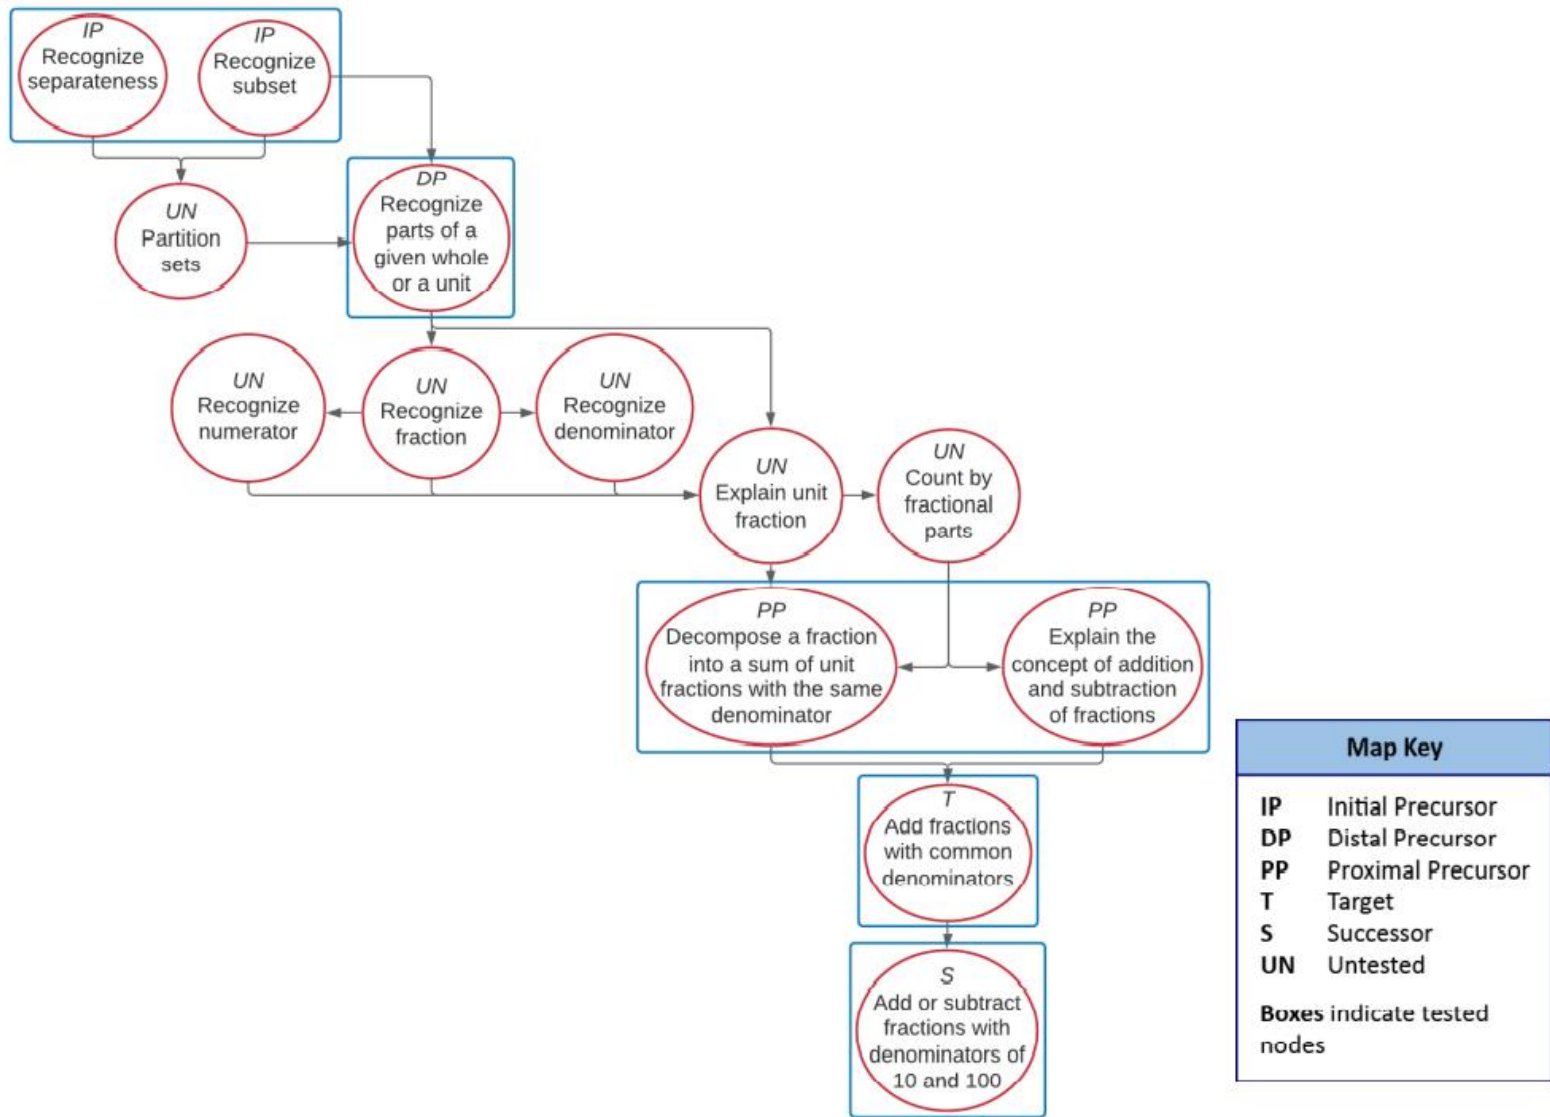 IP
Recognize
separateness
IP
Recognize
subset
UN
Partition
sets
DP
Recognize
parts of a
given whole
or a unit
UN
Recognize
numerator
UN
Recognize
fraction
UN
Recognize
denominator
UN
Explain unit
fraction
UN
Count by
fractional
parts
PP
Decompose a fraction
into a sum of unit
fractions with the same
denominator
PP
Explain the
concept of addition
and subtraction
of fractions
T
Add fractions
with common
denominators
S
Add or subtract
fractions with
denominators of
10 and 100
Map Key
IP Initial Precursor
DP Distal Precursor
PP Proximal Precursor
T Target
S Successor
UN Untested
Boxes indicate tested
nodes